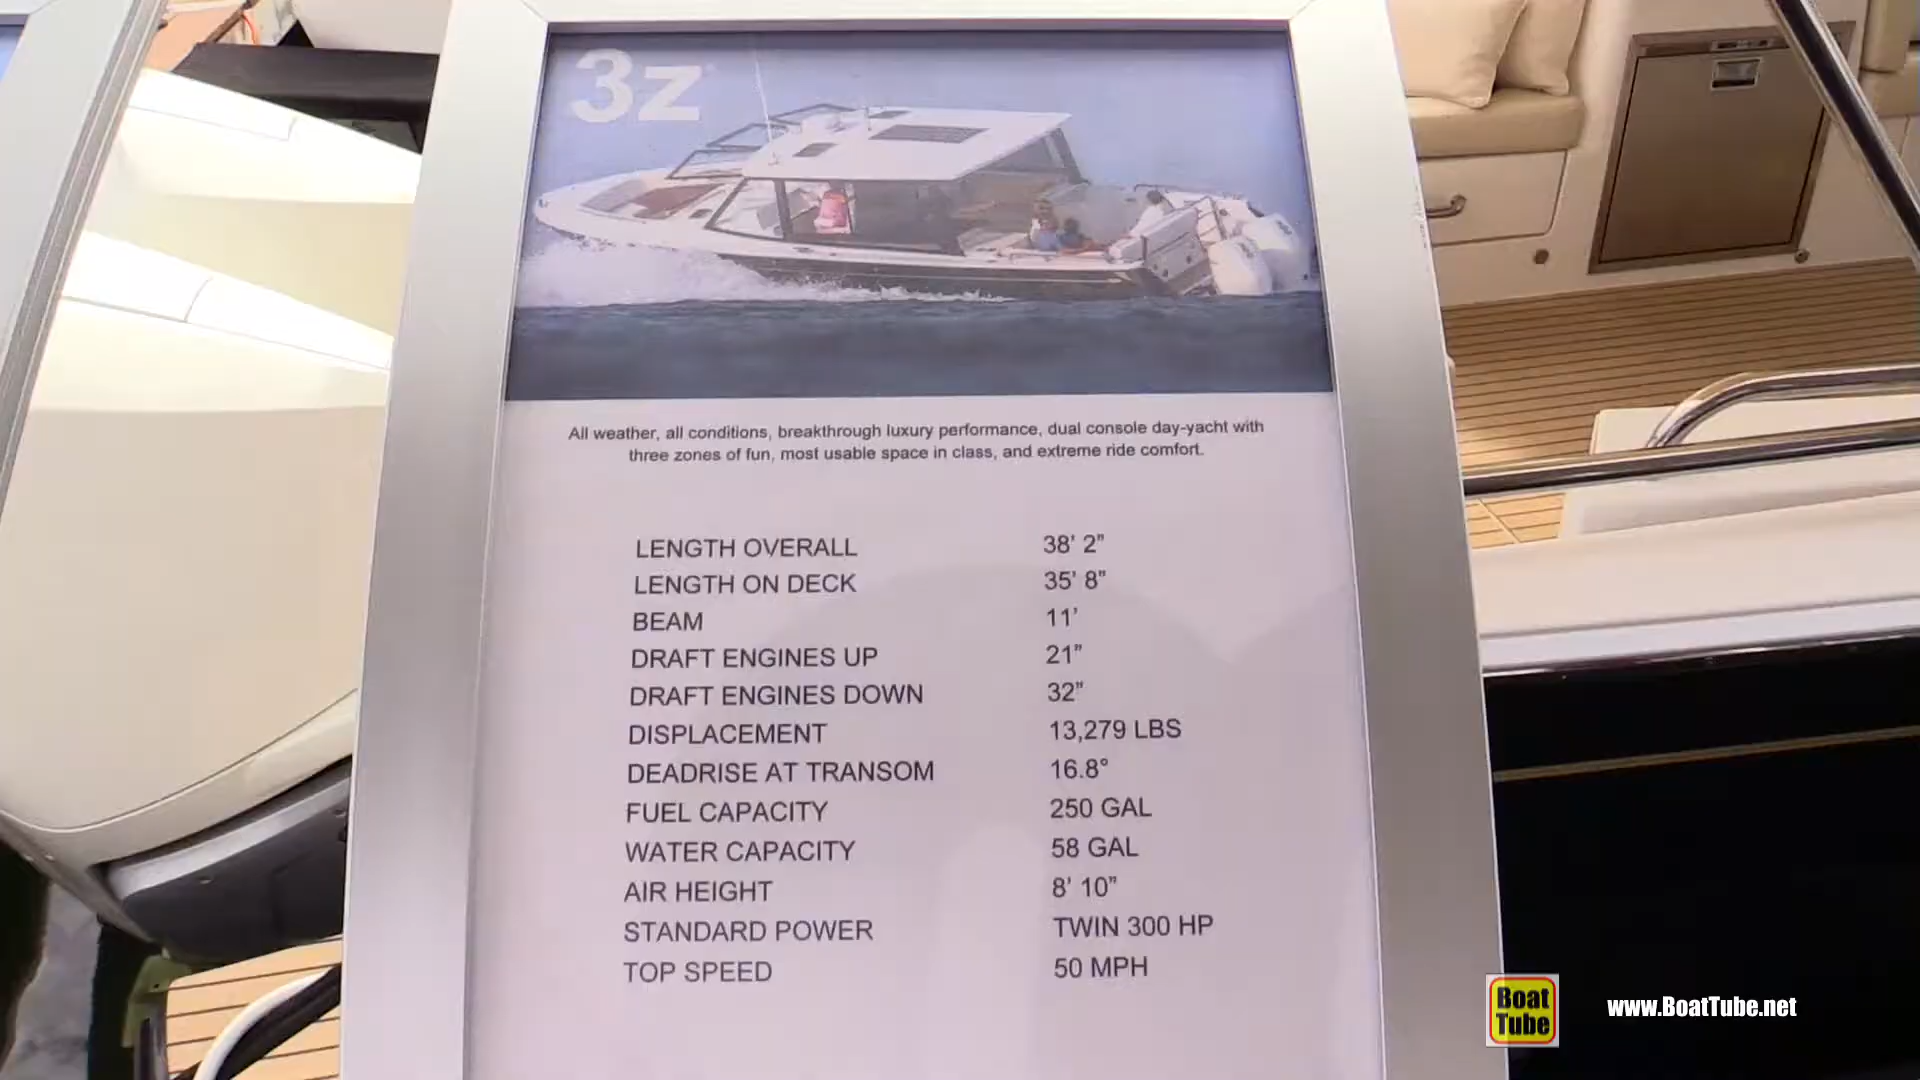 3z
All weather, all conditions, breakthrough luxury performance, dual console day-yacht with
three zones of fun, most usable space in class, and extreme ride comfort.
LENGTH OVERALL 38' 2"
LENGTH ON DECK 35' 8"
BEAM 11'
DRAFT ENGINES UP 21"
DRAFT ENGINES DOWN 32"
DISPLACEMENT 13,279 LBS
DEADRISE AT TRANSOM 16.8°
FUEL CAPACITY 250 GAL
WATER CAPACITY 58 GAL
AIR HEIGHT 8' 10"
STANDARD POWER TWIN 300 HP
TOP SPEED 50 MPH
Boat
Tube
www.BoatTube.net